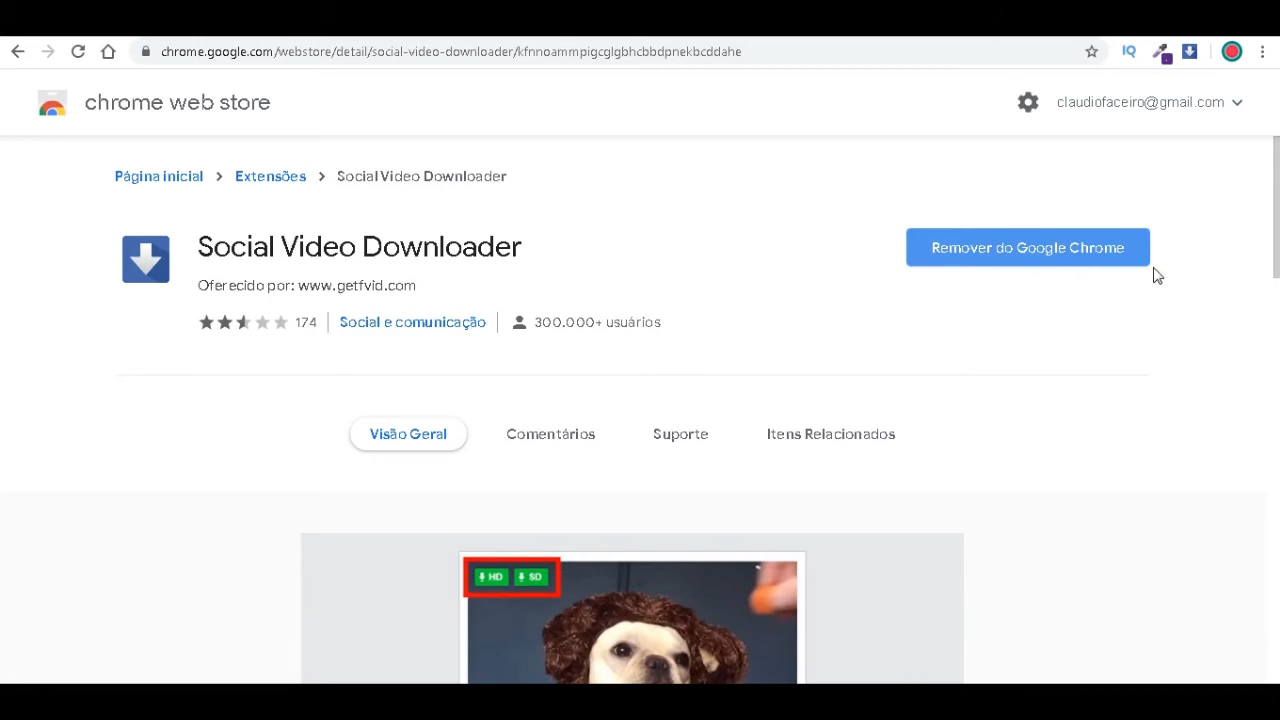 chrome.google.com/webstore/detail/social-video-downloader/kfnnoammpigcglgbhcbbdpnekbcddahe
IQ
chrome web store
claudiofaceiro@gmail.com
Página inicial > Extensões > Social Video Downloader
Social Video Downloader
Remover do Google Chrome
Oferecido por: www.getfvid.com
174
Social e comunicação
300.000+ usuários
Visão Geral
Comentários
Suporte
Itens Relacionados
HD SD